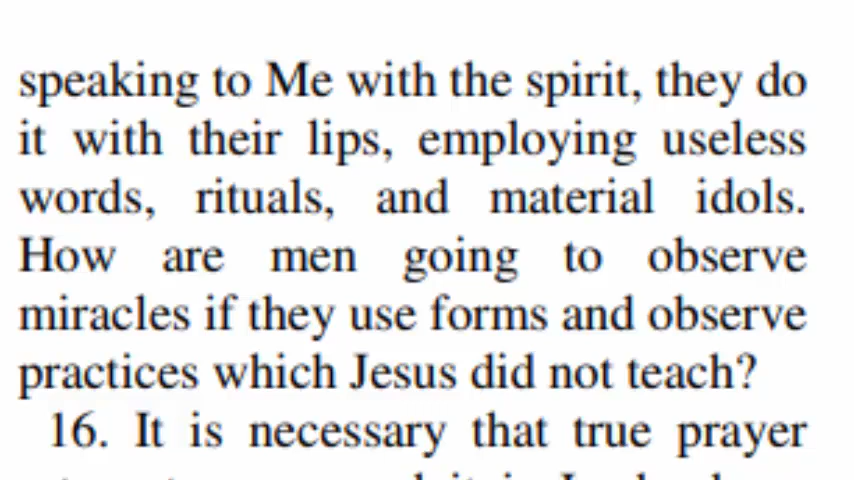 speaking to Me with the spirit, they do
it with their lips, employing useless
words, rituals, and material idols.
How are men going to observe
miracles if they use forms and observe
practices which Jesus did not teach?
16. It is necessary that true prayer